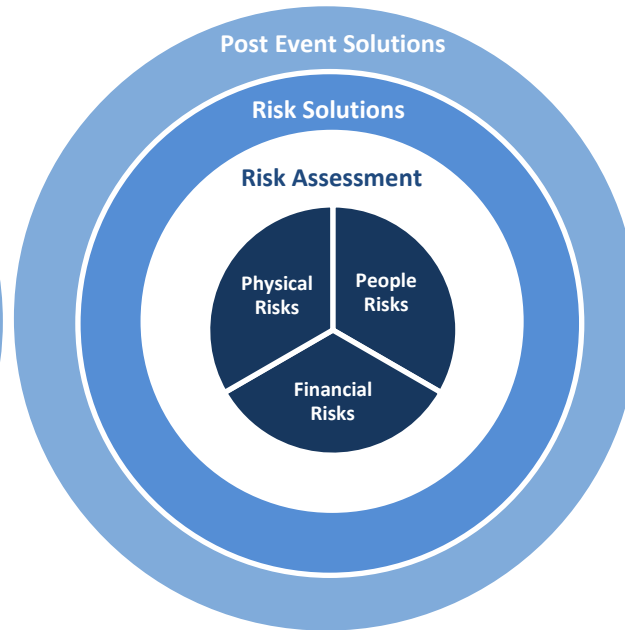 Post Event Solutions
Risk Solutions
Risk Assessment
Physical
Risks
People
Risks
Financial
Risks